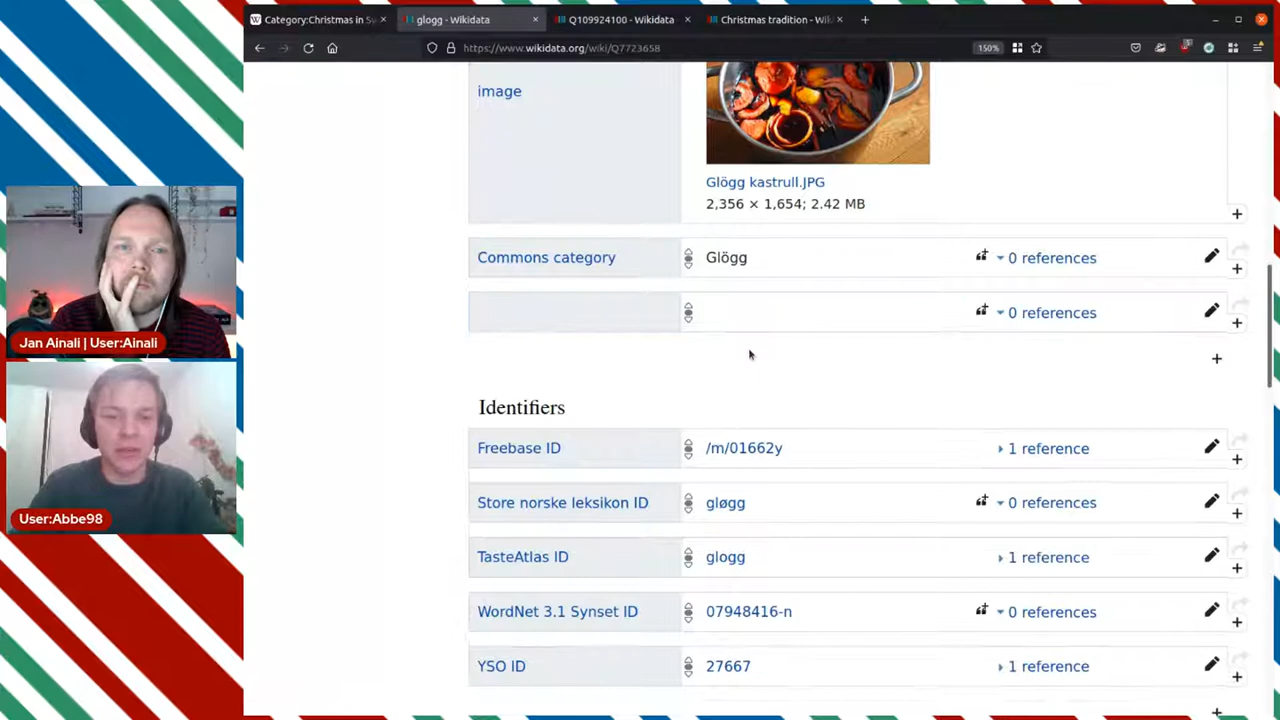 Category:Christmas in Sw
glogg - Wikidata
Q109924100 - Wikidata
Christmas tradition - Wiki
https://www.wikidata.org/wiki/Q7723658
150%
image
Glögg kastrull.JPG
2,356 × 1,654; 2.42 MB
Commons category
Glögg
0 references
0 references
Identifiers
Freebase ID
/m/01662y
1 reference
Store norske leksikon ID
gløgg
0 references
TasteAtlas ID
glogg
1 reference
WordNet 3.1 Synset ID
07948416-n
0 references
YSO ID
27667
1 reference
Jan Ainali | User:Ainali
User:Abbe98